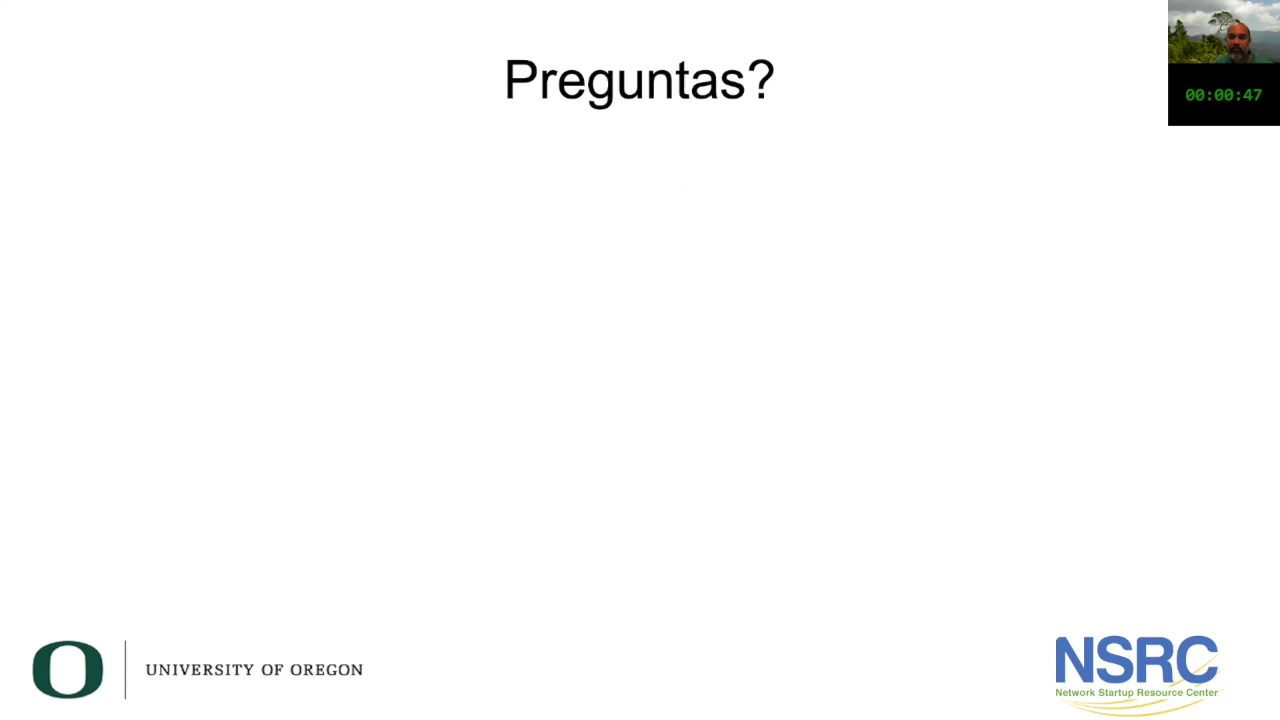 Preguntas?
00:00:47
O
UNIVERSITY OF OREGON
NSRC
Network Startup Resource Center